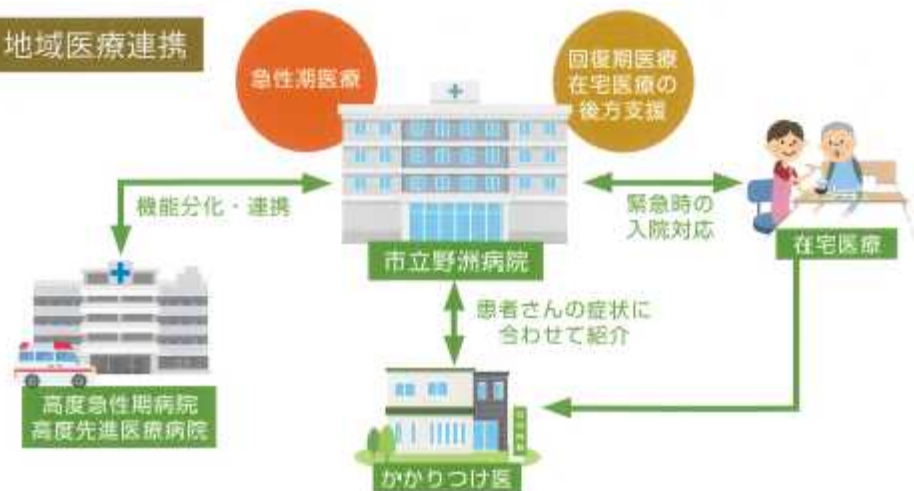 地域医療連携
急性期医療
回復期医療
在宅医療の
後方支援
機能分化・連携
緊急時の
入院対応
市立野洲病院
在宅医療
患者さんの症状に
合わせて紹介
高度急性期病院
高度先進医療病院
かかりつけ医